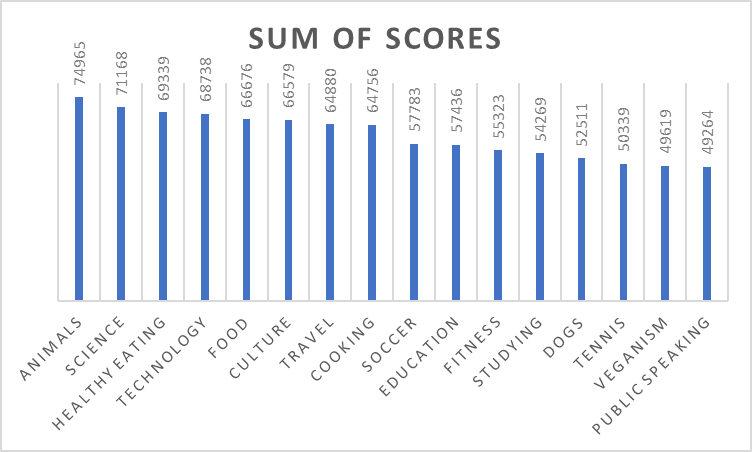 SUM OF SCORES
74965
71168
69339
68738
66676
66579
64880
64756
57783
57436
55323
54269
52511
50339
49619
49264
ANIMALS
SCIENCE
HEALTHY EATING
TECHNOLOGY
FOOD
CULTURE
TRAVEL
COOKING
SOCCER
EDUCATION
FITNESS
STUDYING
DOGS
TENNIS
VEGANISM
PUBLIC SPEAKING